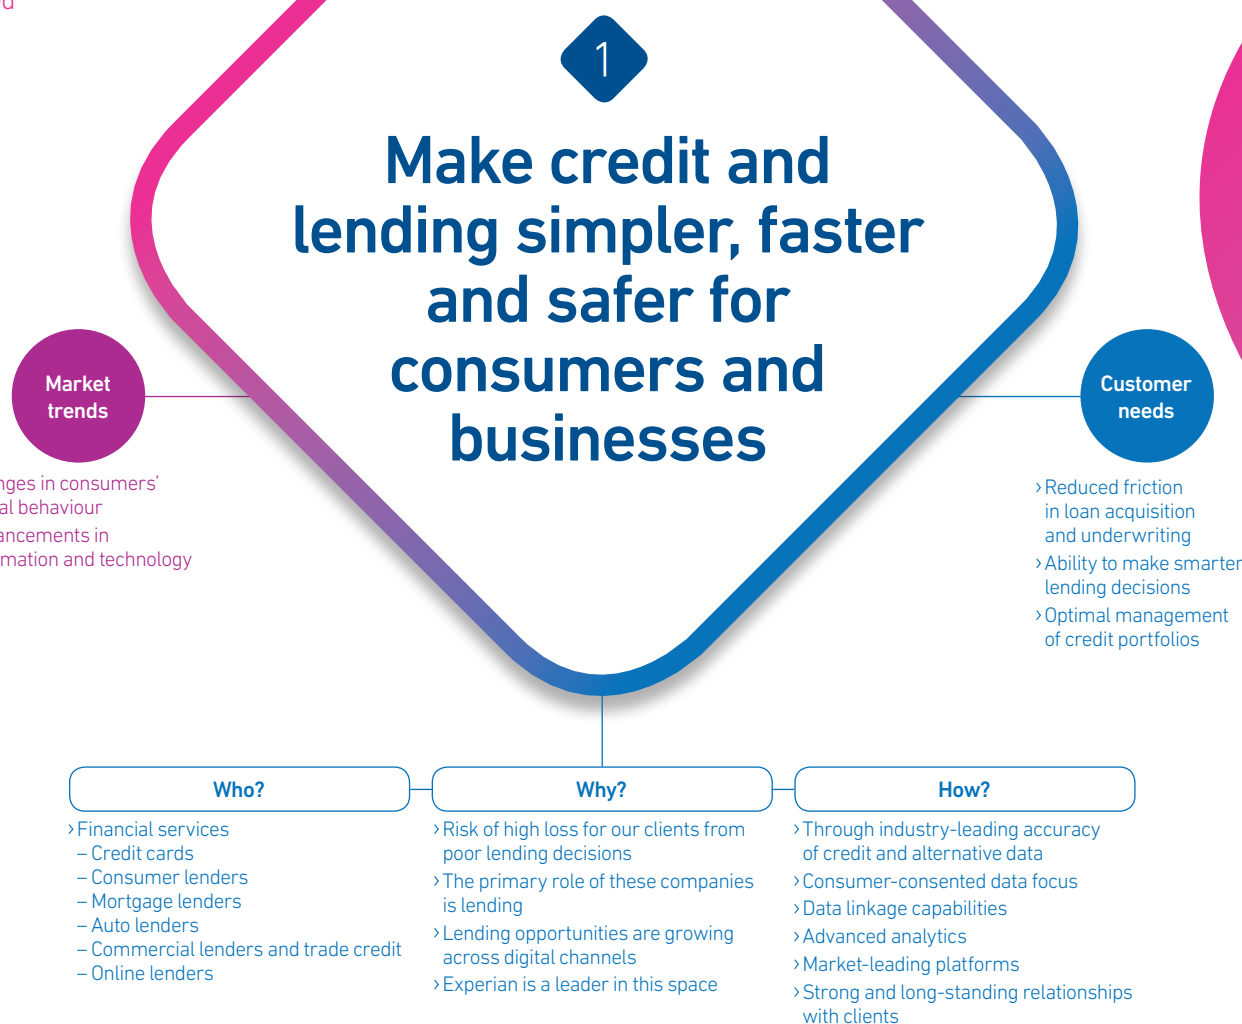 1
Make credit and
lending simpler, faster
and safer for
consumers and
businesses
Market
trends
in consumers'
behaviour
in
and technology
Customer
needs
› Reduced friction
in loan acquisition
and underwriting
› Ability to make smarter
lending decisions
› Optimal management
of credit portfolios
Who?
› Financial services
– Credit cards
– Consumer lenders
– Mortgage lenders
– Auto lenders
– Commercial lenders and trade credit
– Online lenders
Why?
› Risk of high loss for our clients from
poor lending decisions
› The primary role of these companies
is lending
› Lending opportunities are growing
across digital channels
› Experian is a leader in this space
How?
› Through industry-leading accuracy
of credit and alternative data
› Consumer-consented data focus
› Data linkage capabilities
› Advanced analytics
› Market-leading platforms
› Strong and long-standing relationships
with clients